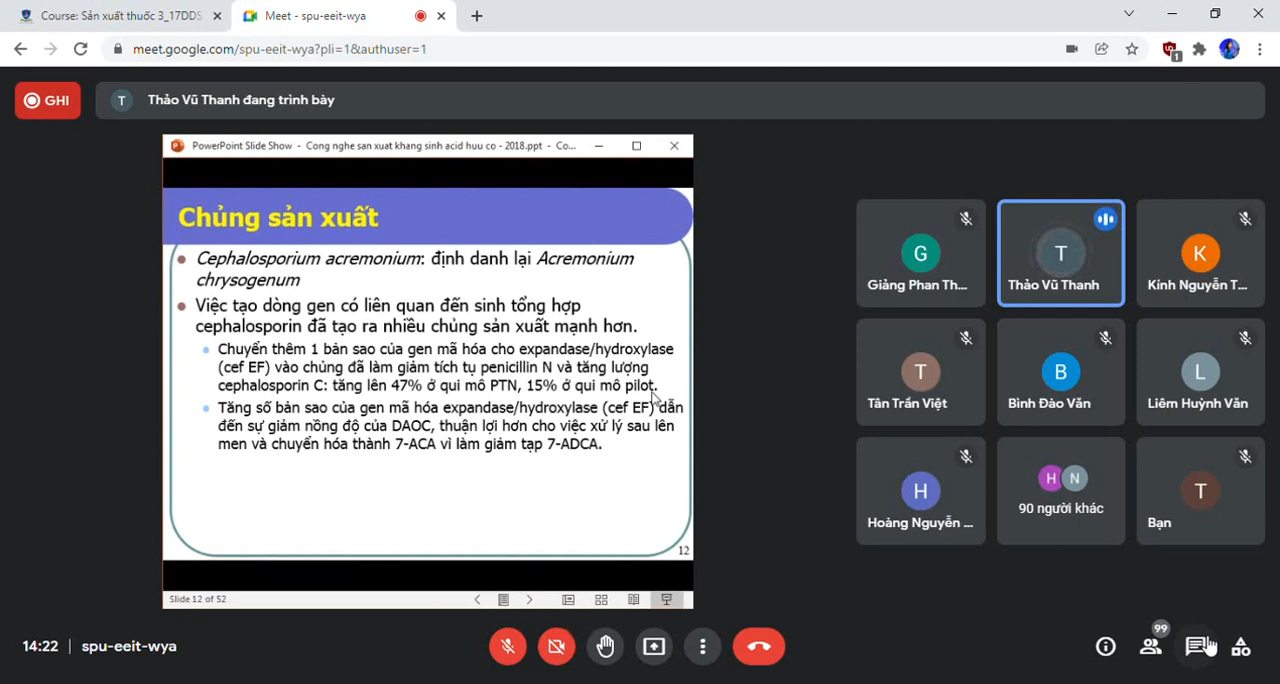 Course: Sản xuất thuốc 3_17DDS
Meet - spu-eeit-wya
meet.google.com/spu-eeit-wya?pli=1&authuser=1
1
GHI
T
Thảo Vũ Thanh đang trình bày
PowerPoint Slide Show - Cong nghe san xuat khang sinh acid huu co - 2018.ppt - Co...
Chủng sản xuất
Cephalosporium acremonium: định danh lại Acremonium
chrysogenum
Việc tạo dòng gen có liên quan đến sinh tổng hợp
cephalosporin đã tạo ra nhiều chủng sản xuất mạnh hơn.
Chuyển thêm 1 bản sao của gen mã hóa cho expandase/hydroxylase
(cef EF) vào chủng đã làm giảm tích tụ penicillin N và tăng lượng
cephalosporin C: tăng lên 47% ở qui mô PTN, 15% ở qui mô pilot.
Tăng số bản sao của gen mã hóa expandase/hydroxylase (cef EF) dẫn
đến sự giảm nồng độ của DAOC, thuận lợi hơn cho việc xử lý sau lên
men và chuyển hóa thành 7-ACA vì làm giảm tạp 7-ADCA.
12
Slide 12 of 52
G
Giảng Phan Th...
T
Thảo Vũ Thanh
K
Kính Nguyễn T...
T
Tân Trần Việt
B
Bình Đào Văn
L
Liêm Huỳnh Văn
H
Hoàng Nguyễn ...
H N
90 người khác
T
Bạn
14:22 | spu-eeit-wya
99